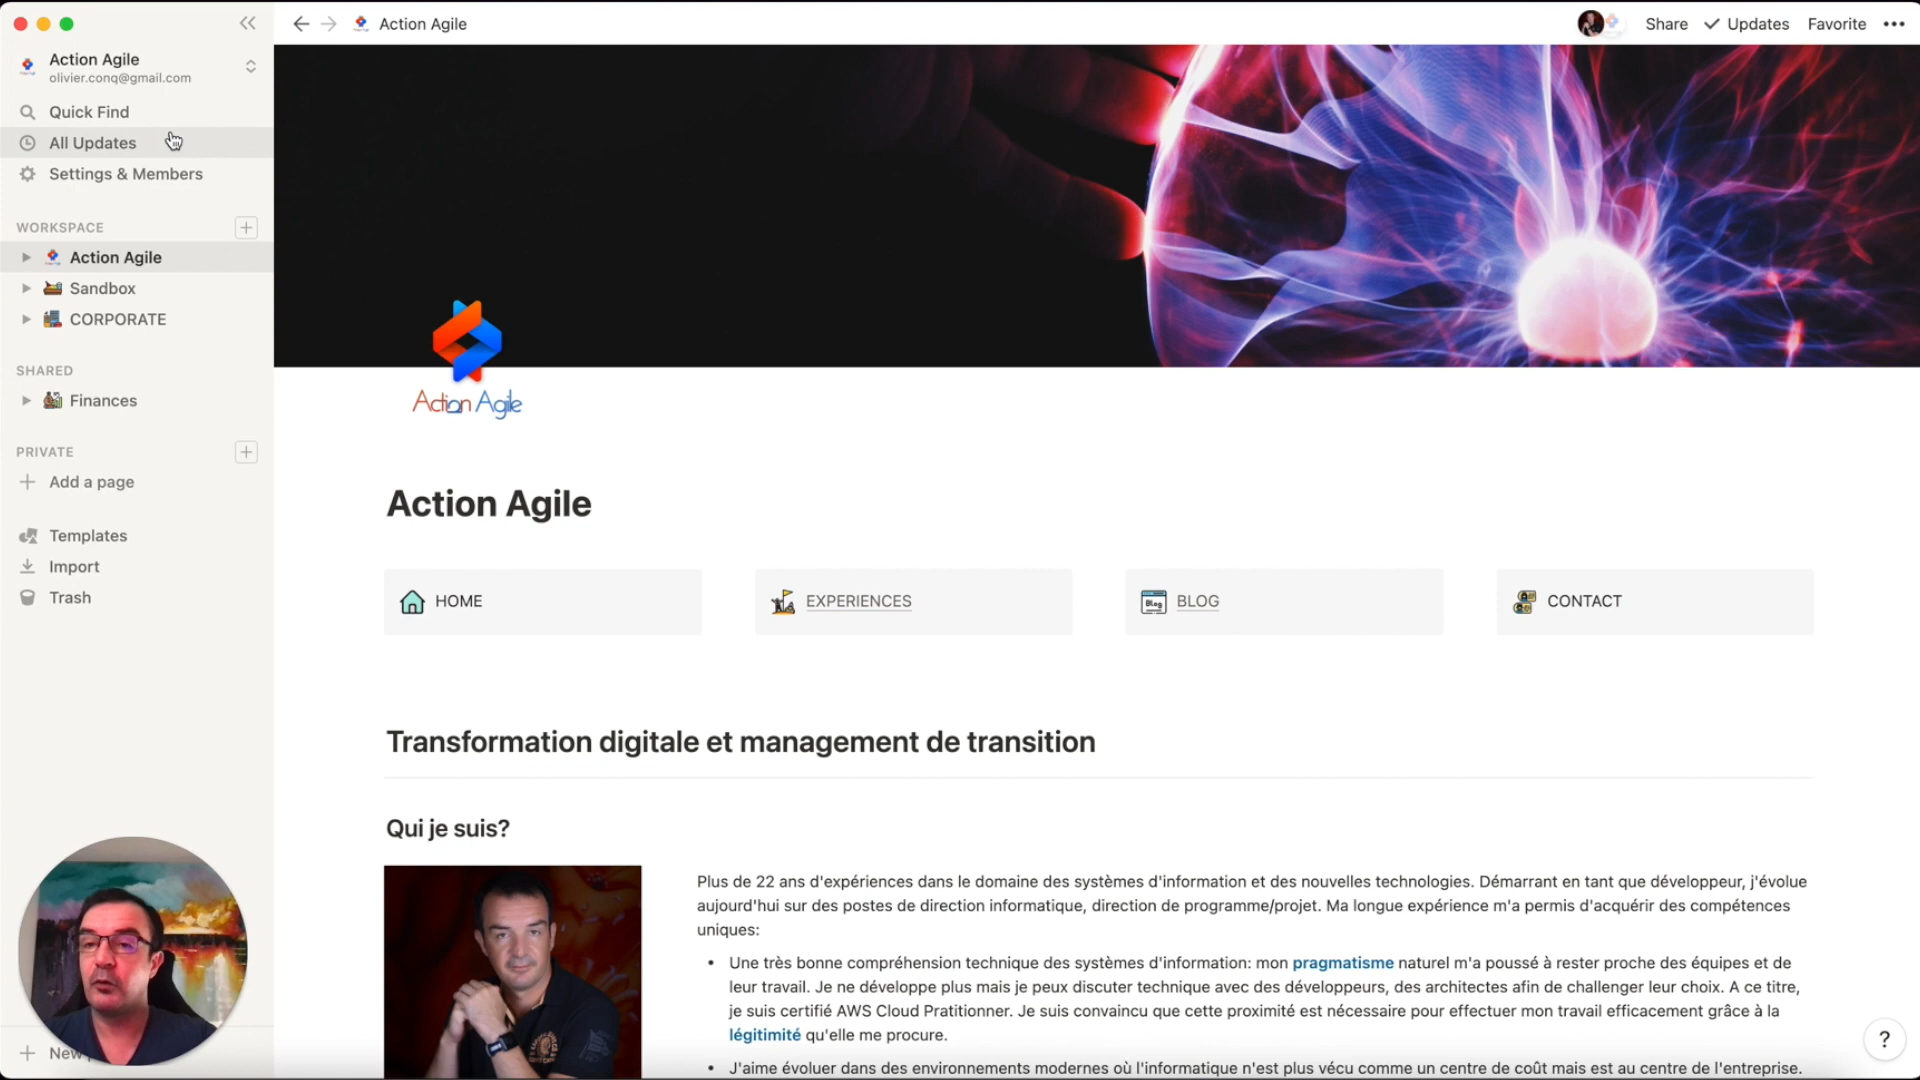 Action Agile
Share
Updates
Favorite
Action Agile
olivier.conq@gmail.com
Quick Find
All Updates
Settings & Members
WORKSPACE
Action Agile
Sandbox
CORPORATE
SHARED
Finances
PRIVATE
Add a page
Templates
Import
Trash
New
Action Agile
Action Agile
HOME
EXPERIENCES
Blog
BLOG
CONTACT
Transformation digitale et management de transition
Qui je suis?
Plus de 22 ans d'expériences dans le domaine des systèmes d'information et des nouvelles technologies. Démarrant en tant que développeur, j'évolue
aujourd'hui sur des postes de direction informatique, direction de programme/projet. Ma longue expérience m'a permis d'acquérir des compétences
uniques:
• Une très bonne compréhension technique des systèmes d'information: mon pragmatisme naturel m'a poussé à rester proche des équipes et de
leur travail. Je ne développe plus mais je peux discuter technique avec des développeurs, des architectes afin de challenger leur choix. A ce titre,
je suis certifié AWS Cloud Pratitionner. Je suis convaincu que cette proximité est nécessaire pour effectuer mon travail efficacement grâce à la
légitimité qu'elle me procure.
• J'aime évoluer dans des environnements modernes où l'informatique n'est plus vécu comme un centre de coût mais est au centre de l'entreprise.
?